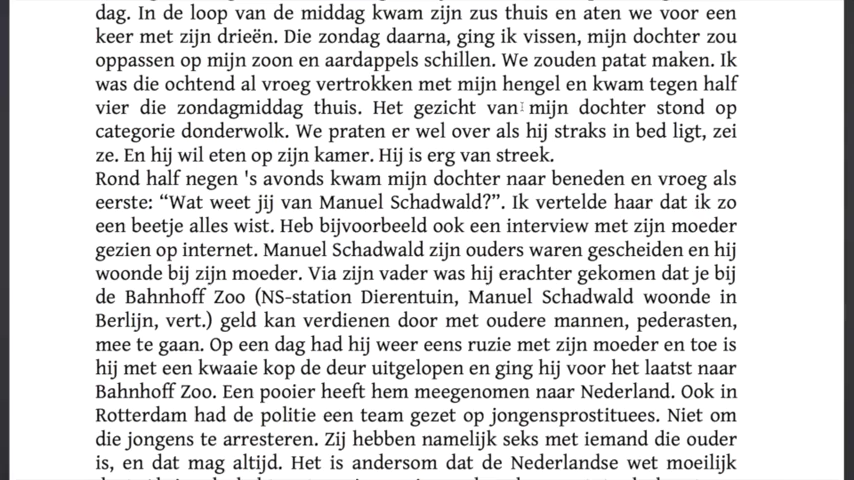 dag. In de loop van de middag kwam zijn zus thuis en aten we voor een
keer met zijn drieën. Die zondag daarna, ging ik vissen, mijn dochter zou
oppassen op mijn zoon en aardappels schillen. We zouden patat maken. Ik
was die ochtend al vroeg vertrokken met mijn hengel en kwam tegen half
vier die zondagmiddag thuis. Het gezicht van mijn dochter stond op
categorie donderwolk. We praten er wel over als hij straks in bed ligt, zei
ze. En hij wil eten op zijn kamer. Hij is erg van streek.
Rond half negen 's avonds kwam mijn dochter naar beneden en vroeg als
eerste: “Wat weet jij van Manuel Schadwald?”. Ik vertelde haar dat ik zo
een beetje alles wist. Heb bijvoorbeeld ook een interview met zijn moeder
gezien op internet. Manuel Schadwald zijn ouders waren gescheiden en hij
woonde bij zijn moeder. Via zijn vader was hij erachter gekomen dat je bij
de Bahnhoff Zoo (NS-station Dierentuin, Manuel Schadwald woonde in
Berlijn, vert.) geld kan verdienen door met oudere mannen, pederasten,
mee te gaan. Op een dag had hij weer eens ruzie met zijn moeder en toe is
hij met een kwaaie kop de deur uitgelopen en ging hij voor het laatst naar
Bahnhoff Zoo. Een pooier heeft hem meegenomen naar Nederland. Ook in
Rotterdam had de politie een team gezet op jongensprostituees. Niet om
die jongens te arresteren. Zij hebben namelijk seks met iemand die ouder
is, en dat mag altijd. Het is andersom dat de Nederlandse wet moeilijk